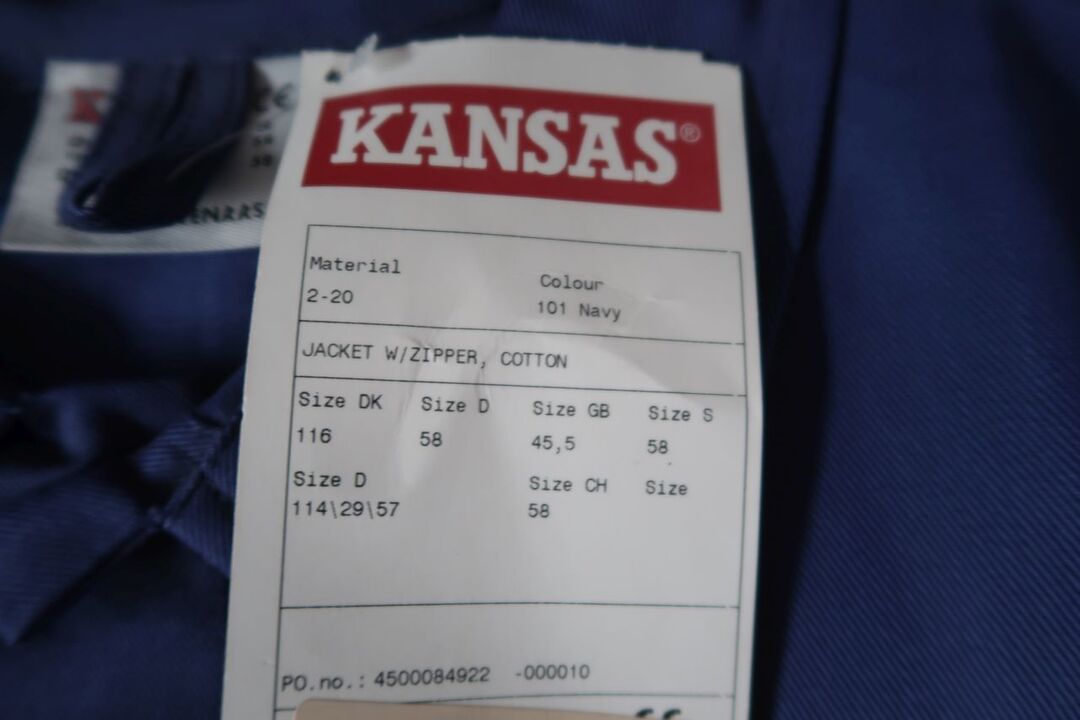 KANSAS®
Material Colour
2-20 101 Navy
JACKET W/ZIPPER, COTTON
Size DK Size D Size GB Size S
116 58 45,5 58
Size D Size CH Size
114\29\57 58
PO.no.: 4500084922 -000010